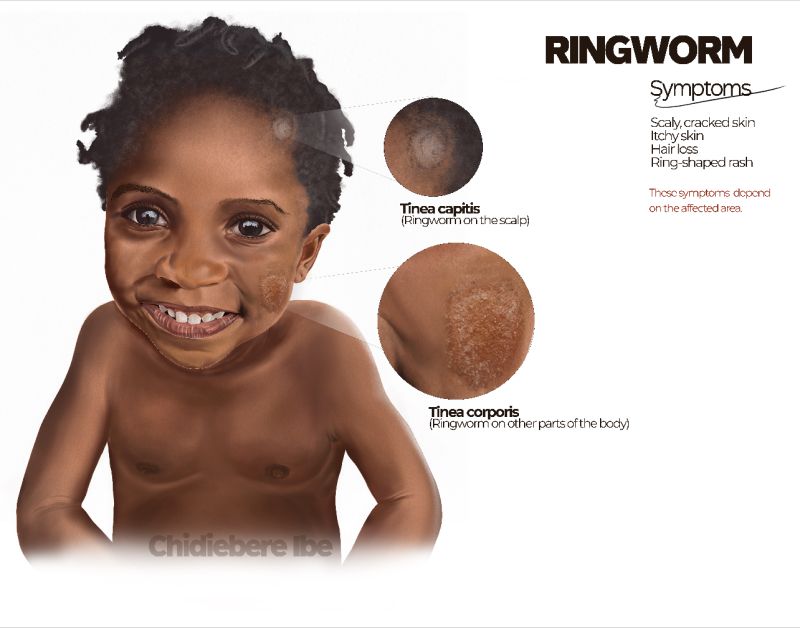 RINGWORM
Symptoms
Scaly, cracked skin
Itchy skin
Hair loss
Ring-shaped rash
These symptoms depend
on the affected area.
Tinea capitis
(Ringworm on the scalp)
Tinea corporis
(Ringworm on other parts of the body)
Chidiebere Ibe